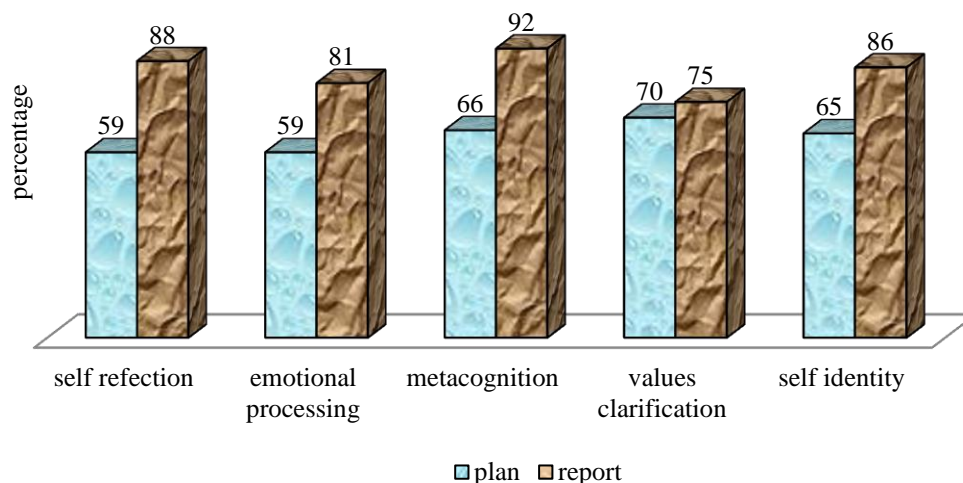 percentage
59
88
59
81
66
92
70
75
65
86
self refection
emotional
processing
metacognition
values
clarification
self identity
plan
report